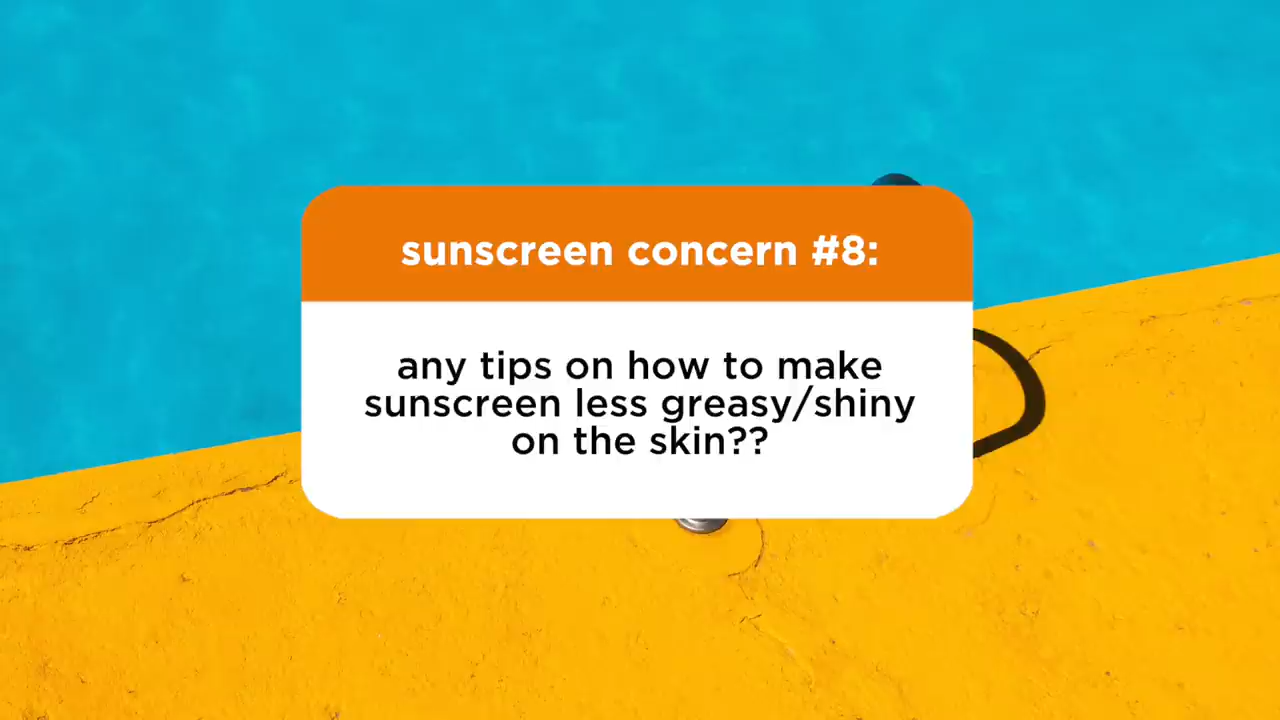 sunscreen concern #8:
any tips on how to make
sunscreen less greasy/shiny
on the skin??